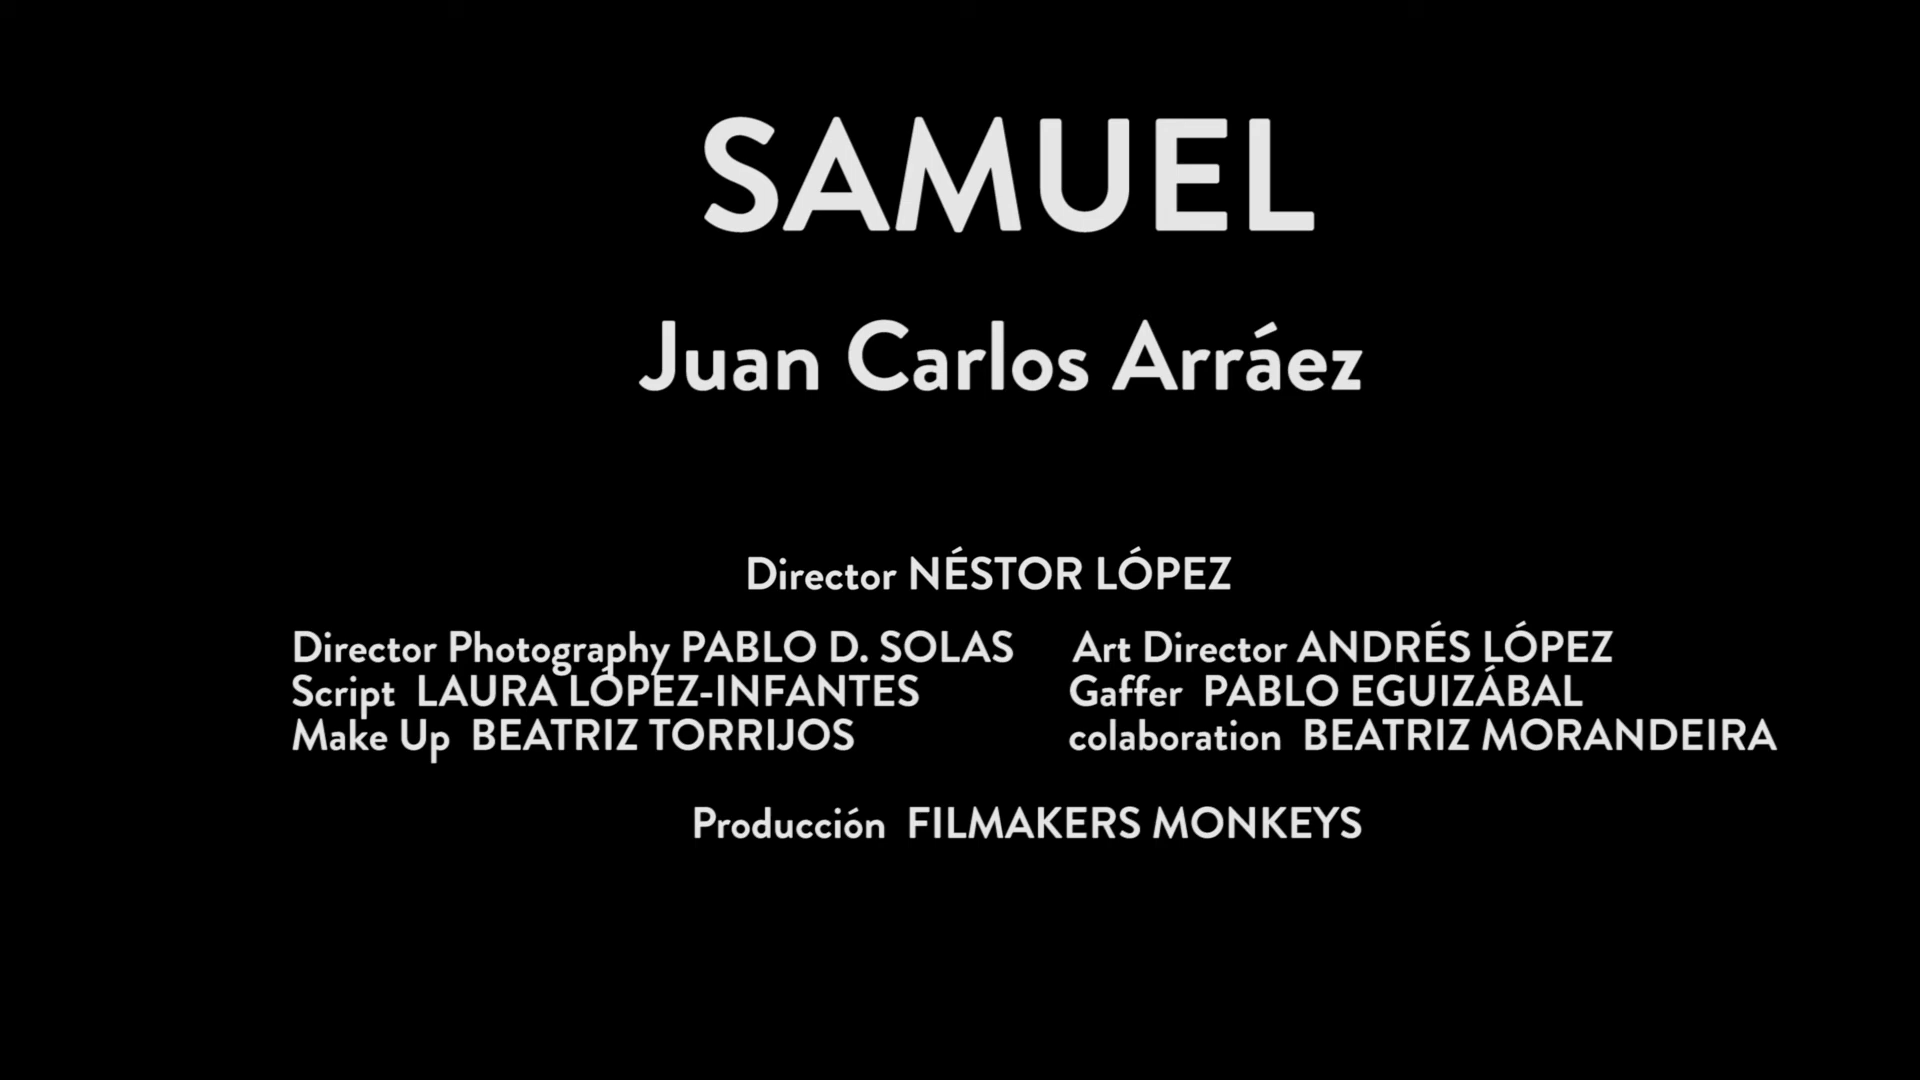 SAMUEL
Juan Carlos Arráez
Director NÉSTOR LÓPEZ
Director Photography PABLO D. SOLAS
Script LAURA LÓPEZ-INFANTES
Make Up BEATRIZ TORRIJOS
Art Director ANDRÉS LÓPEZ
Gaffer PABLO EGUIZÁBAL
colaboration BEATRIZ MORANDEIRA
Producción FILMAKERS MONKEYS